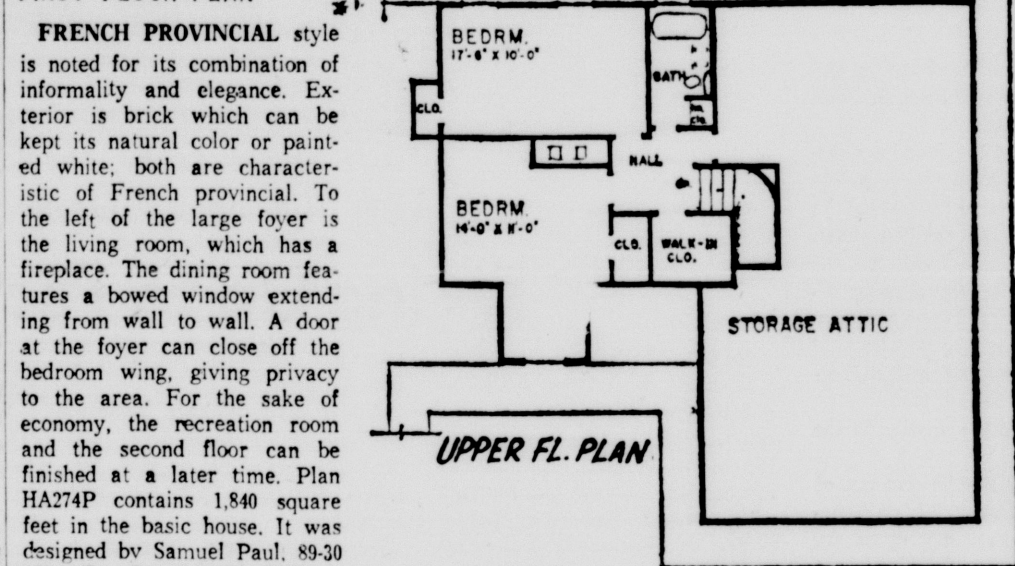 FRENCH PROVINCIAL style
is noted for its combination of
informality and elegance. Ex-
terior is brick which can be
kept its natural color or paint-
ed white; both are character-
istic of French provincial. To
the left of the large foyer is
the living room, which has a
fireplace. The dining room fea-
tures a bowed window extend-
ing from wall to wall. A door
at the foyer can close off the
bedroom wing, giving privacy
to the area. For the sake of
economy, the recreation room
and the second floor can be
finished at a later time. Plan
HA274P contains 1,840 square
feet in the basic house. It was
designed by Samuel Paul, 89-30
BEDRM.
17'-6" X 10'-0"
BATH
CLO.
HALL
BEDRM.
14'-0" X 11'-0"
CLO.
WALK-IN
CLO.
STORAGE ATTIC
UPPER FL. PLAN